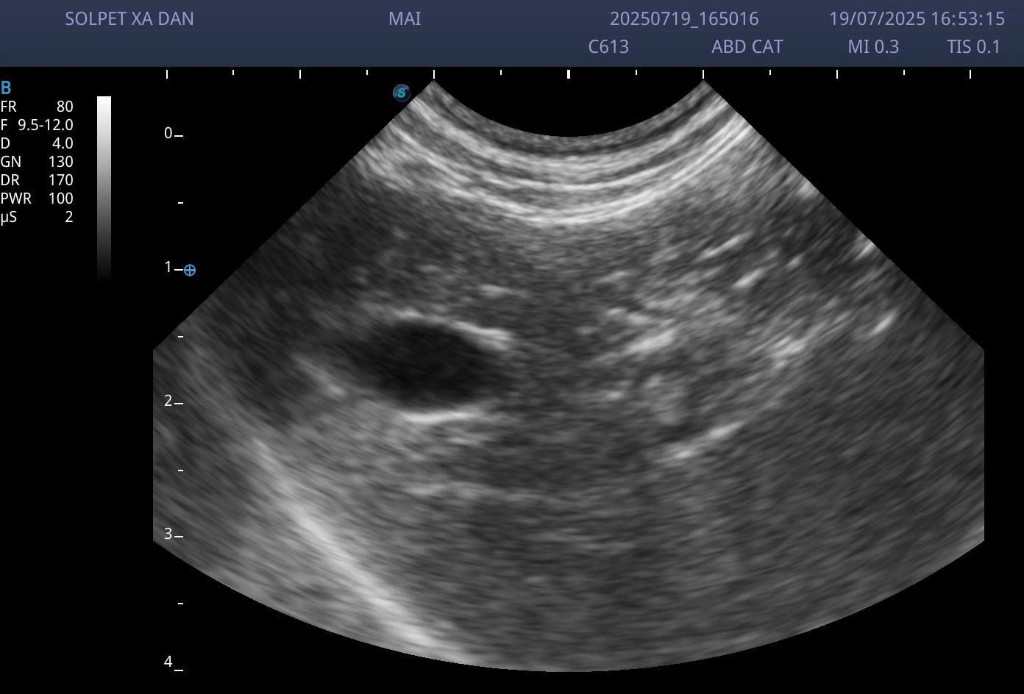 SOLPET XA DAN MAI 20250719_165016 19/07/2025 16:53:15
C613 ABD CAT MI 0.3 TIS 0.1
B
FR 80
F 9.5-12.0
D 4.0
GN 130
DR 170
PWR 100
µS 2
S
0
1
2
3
4